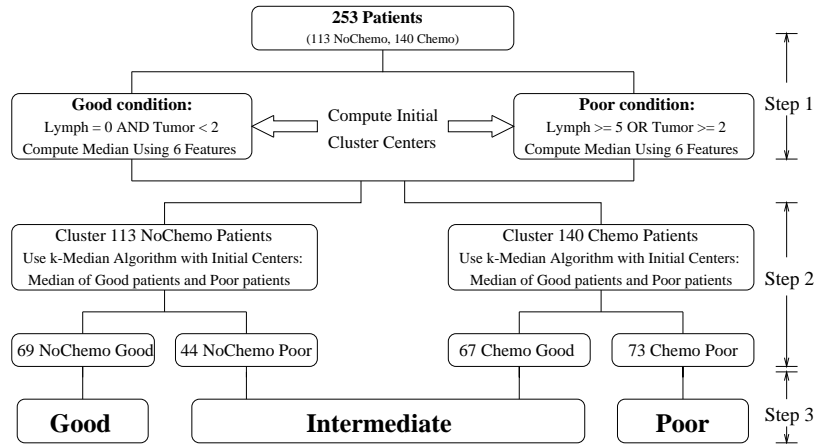 253 Patients
(113 NoChemo, 140 Chemo)
Good condition:
Lymph = 0 AND Tumor < 2
Compute Median Using 6 Features
Compute Initial
Cluster Centers
Poor condition:
Lymph >= 5 OR Tumor >= 2
Compute Median Using 6 Features
Step 1
Cluster 113 NoChemo Patients
Use k-Median Algorithm with Initial Centers:
Median of Good patients and Poor patients
Cluster 140 Chemo Patients
Use k-Median Algorithm with Initial Centers:
Median of Good patients and Poor patients
Step 2
69 NoChemo Good
44 NoChemo Poor
67 Chemo Good
73 Chemo Poor
Good
Intermediate
Poor
Step 3